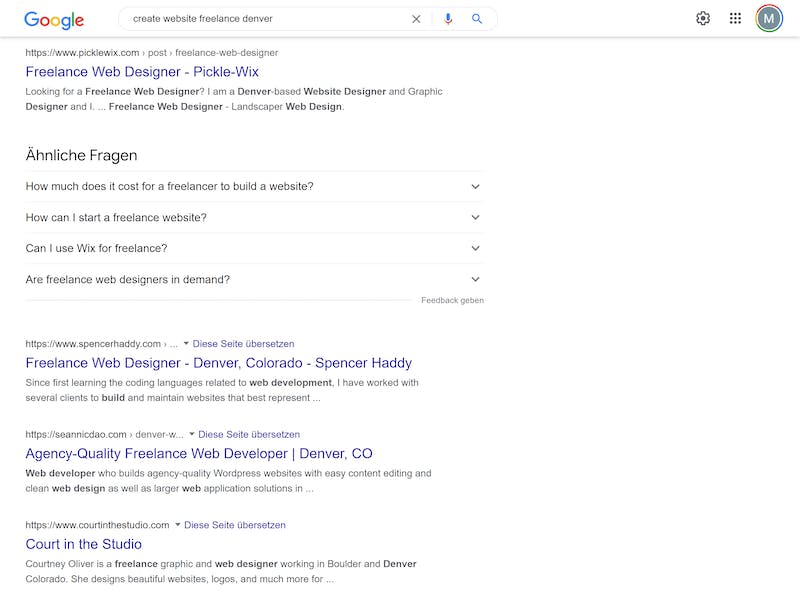 Google
create website freelance denver
M
https://www.picklewix.com › post › freelance-web-designer
Freelance Web Designer - Pickle-Wix
Looking for a Freelance Web Designer? I am a Denver-based Website Designer and Graphic
Designer and I. ... Freelance Web Designer - Landscaper Web Design.
Ähnliche Fragen
How much does it cost for a freelancer to build a website?
How can I start a freelance website?
Can I use Wix for freelance?
Are freelance web designers in demand?
Feedback geben
https://www.spencerhaddy.com › ... Diese Seite übersetzen
Freelance Web Designer - Denver, Colorado - Spencer Haddy
Since first learning the coding languages related to web development, I have worked with
several clients to build and maintain websites that best represent ...
https://seannicdao.com › denver-w... Diese Seite übersetzen
Agency-Quality Freelance Web Developer | Denver, CO
Web developer who builds agency-quality Wordpress websites with easy content editing and
clean web design as well as larger web application solutions in ...
https://www.courtinthestudio.com Diese Seite übersetzen
Court in the Studio
Courtney Oliver is a freelance graphic and web designer working in Boulder and Denver
Colorado. She designs beautiful websites, logos, and much more for ...